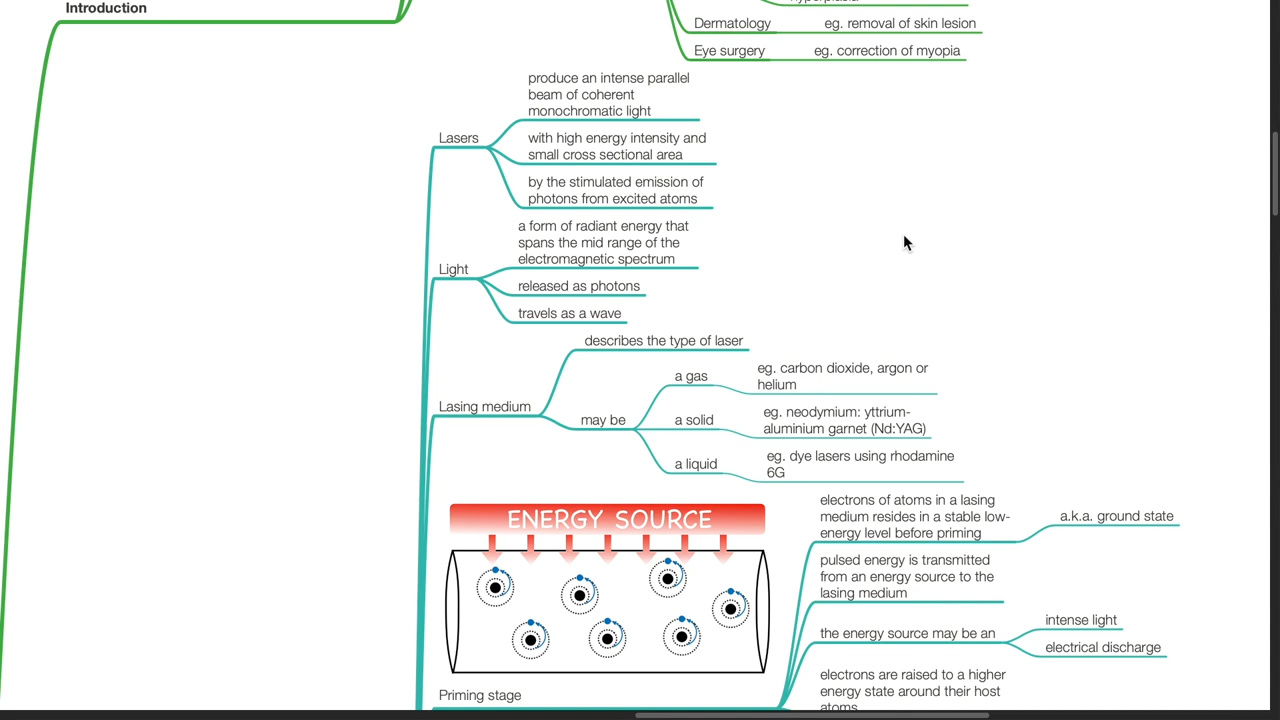 Introduction
Dermatology
eg. removal of skin lesion
Eye surgery
eg. correction of myopia
produce an intense parallel
beam of coherent
monochromatic light
Lasers
with high energy intensity and
small cross sectional area
by the stimulated emission of
photons from excited atoms
a form of radiant energy that
spans the mid range of the
electromagnetic spectrum
Light
released as photons
travels as a wave
describes the type of laser
Lasing medium
may be
a gas
eg. carbon dioxide, argon or
helium
a solid
eg. neodymium: yttrium-
aluminium garnet (Nd:YAG)
a liquid
eg. dye lasers using rhodamine
6G
ENERGY SOURCE
electrons of atoms in a lasing
medium resides in a stable low-
energy level before priming
a.k.a. ground state
pulsed energy is transmitted
from an energy source to the
lasing medium
the energy source may be an
intense light
electrical discharge
Priming stage
electrons are raised to a higher
energy state around their host
atoms